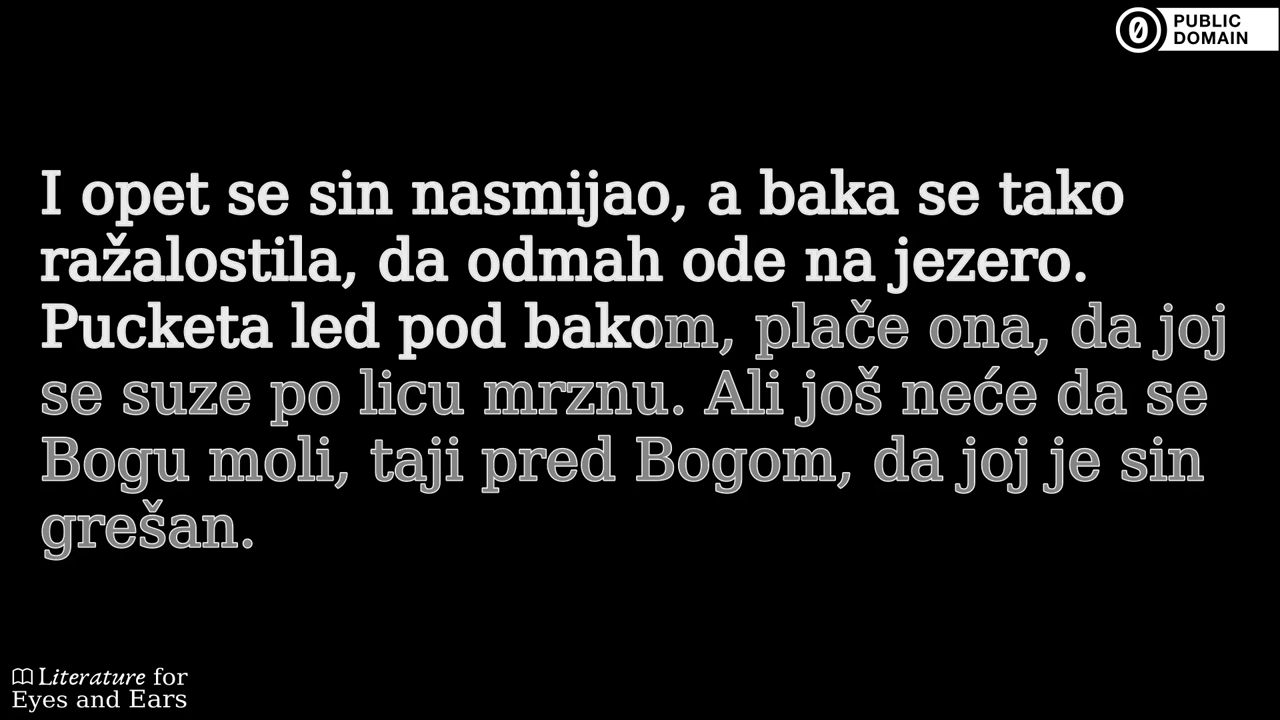 PUBLIC
DOMAIN
I opet se sin nasmijao, a baka se tako
ražalostila, da odmah ode na jezero.
Pucketa led pod bakom, plače ona, da joj
se suze po licu mrznu. Ali još neće da se
Bogu moli, taji pred Bogom, da joj je sin
grešan.
Literature for
Eyes and Ears